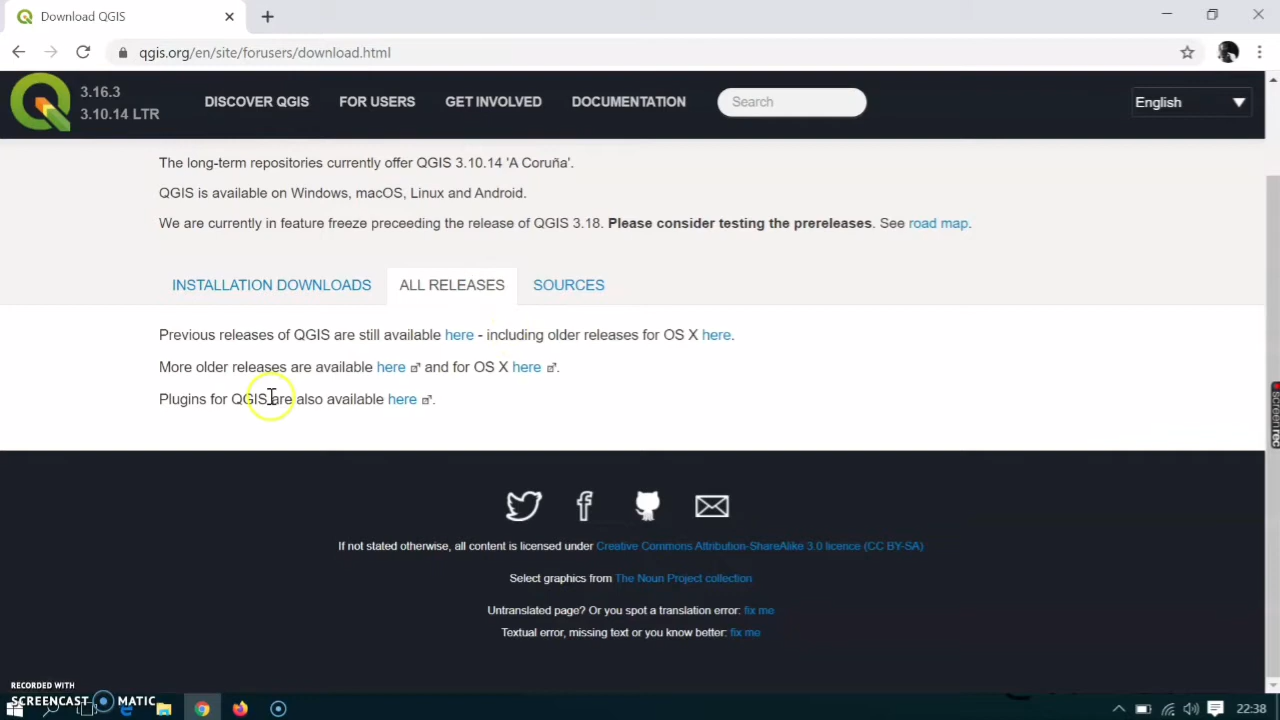 Download QGIS
qgis.org/en/site/forusers/download.html
3.16.3
3.10.14 LTR
DISCOVER QGIS
FOR USERS
GET INVOLVED
DOCUMENTATION
Search
English
The long-term repositories currently offer QGIS 3.10.14 'A Coruña'.
QGIS is available on Windows, macOS, Linux and Android.
We are currently in feature freeze preceeding the release of QGIS 3.18. Please consider testing the prereleases. See road map.
INSTALLATION DOWNLOADS
ALL RELEASES
SOURCES
Previous releases of QGIS are still available here - including older releases for OS X here.
More older releases are available here and for OS X here.
Plugins for QGIS are also available here.
If not stated otherwise, all content is licensed under Creative Commons Attribution-ShareAlike 3.0 licence (CC BY-SA)
Select graphics from The Noun Project collection
Untranslated page? Or you spot a translation error: fix me
Textual error, missing text or you know better: fix me
screenrec
RECORDED WITH
SCREENCAST MATIC
22:38